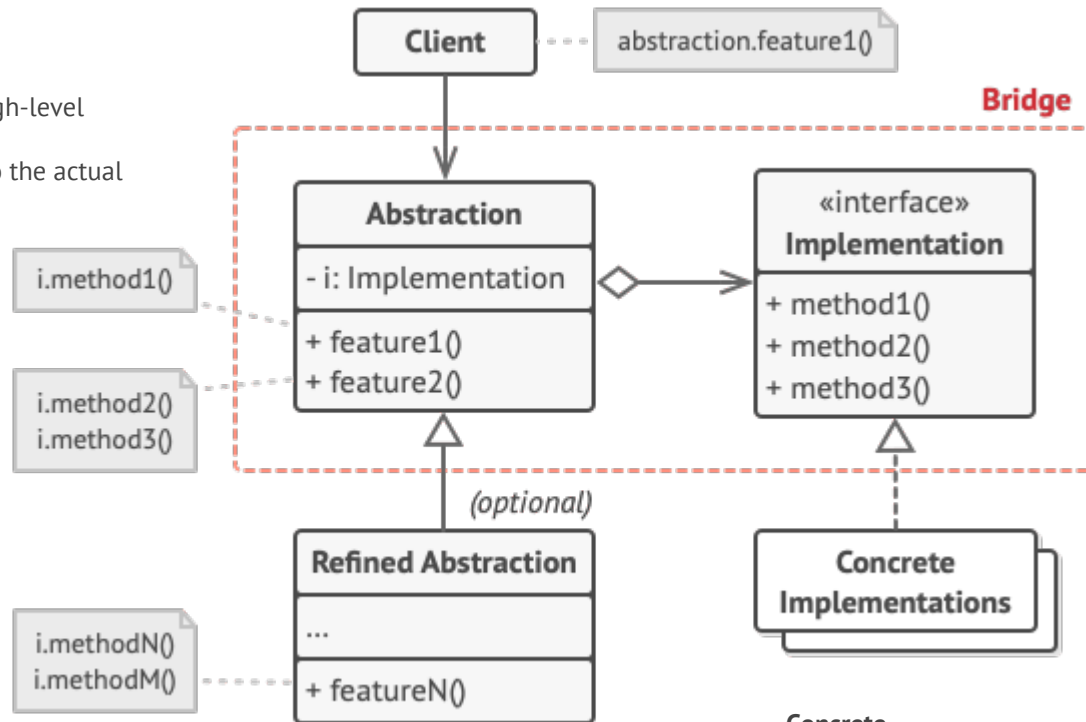 Client
abstraction.feature1()
gh-level
the actual
Bridge
Abstraction
- i: Implementation
+ feature1()
+ feature2()
«interface»
Implementation
+ method1()
+ method2()
+ method3()
i.method1()
i.method2()
i.method3()
(optional)
Refined Abstraction
...
+ featureN()
Concrete
Implementations
i.methodN()
i.methodM()
Concrete